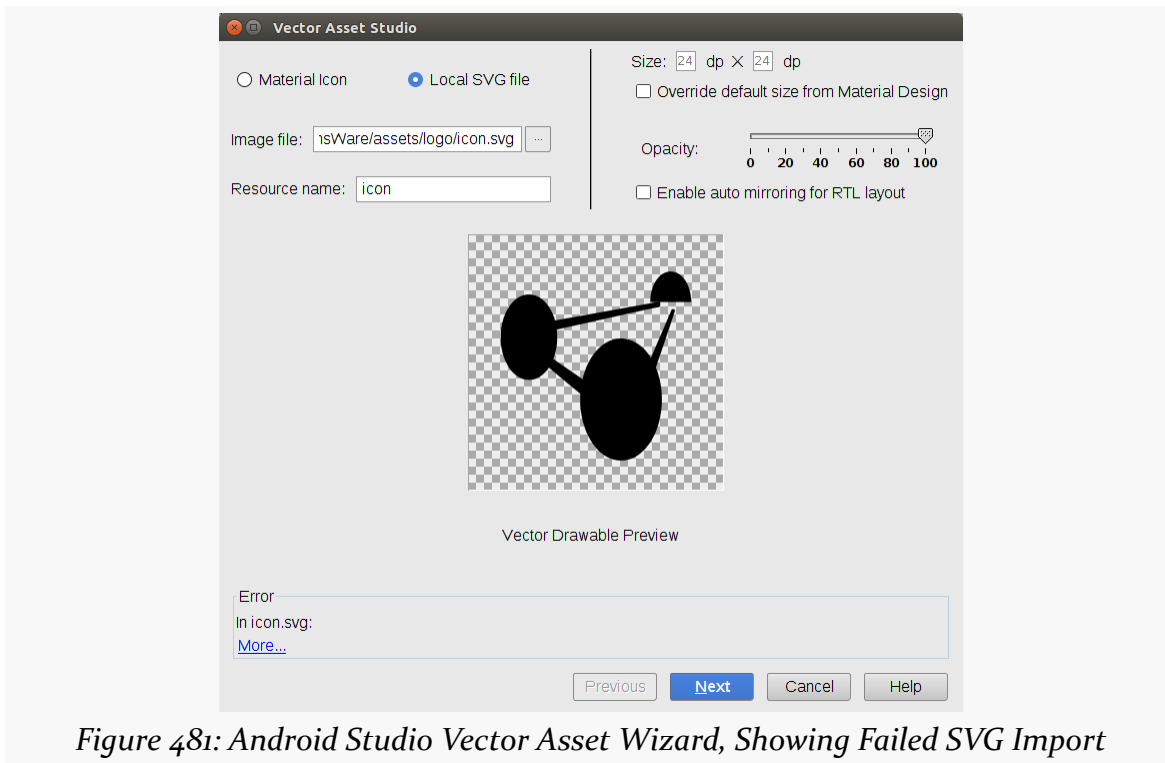 Vector Asset Studio
Material Icon
Local SVG file
Image file:
ısWare/assets/logo/icon.svg
...
Resource name:
icon
Size: 24 dp X 24 dp
Override default size from Material Design
Opacity:
0 20 40 60 80 100
Enable auto mirroring for RTL layout
Vector Drawable Preview
Error
In icon.svg:
More...
Previous
Next
Cancel
Help
Figure 481: Android Studio Vector Asset Wizard, Showing Failed SVG Import